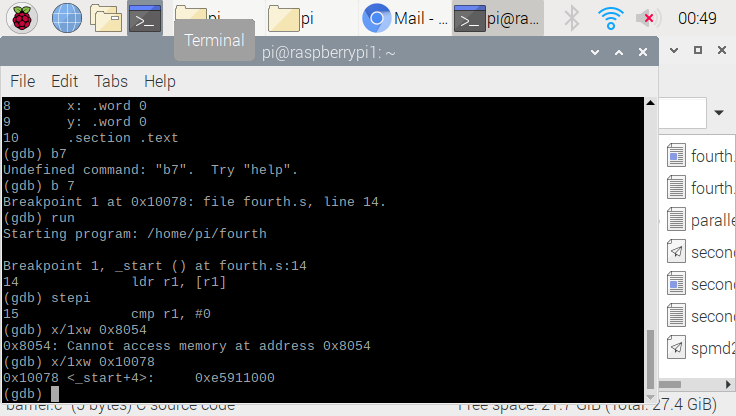 pi
pi
Mail - ...
pi@ra...
00:49
Terminal
pi@raspberrypi1: ~
File Edit Tabs Help
8 x: .word 0
9 y: .word 0
10 .section .text
(gdb) b7
Undefined command: "b7". Try "help".
(gdb) b 7
Breakpoint 1 at 0x10078: file fourth.s, line 14.
(gdb) run
Starting program: /home/pi/fourth
Breakpoint 1, _start () at fourth.s:14
14 ldr r1, [r1]
(gdb) stepi
15 cmp r1, #0
(gdb) x/1xw 0x8054
0x8054: Cannot access memory at address 0x8054
(gdb) x/1xw 0x10078
0x10078 <_start+4>: 0xe5911000
(gdb)
fourth.
fourth.
paralle
second
second
second
spmd2
"barrier.c" (5 bytes) C source code
Free space: 21.7 GiB (Total: 27.4 GiB)